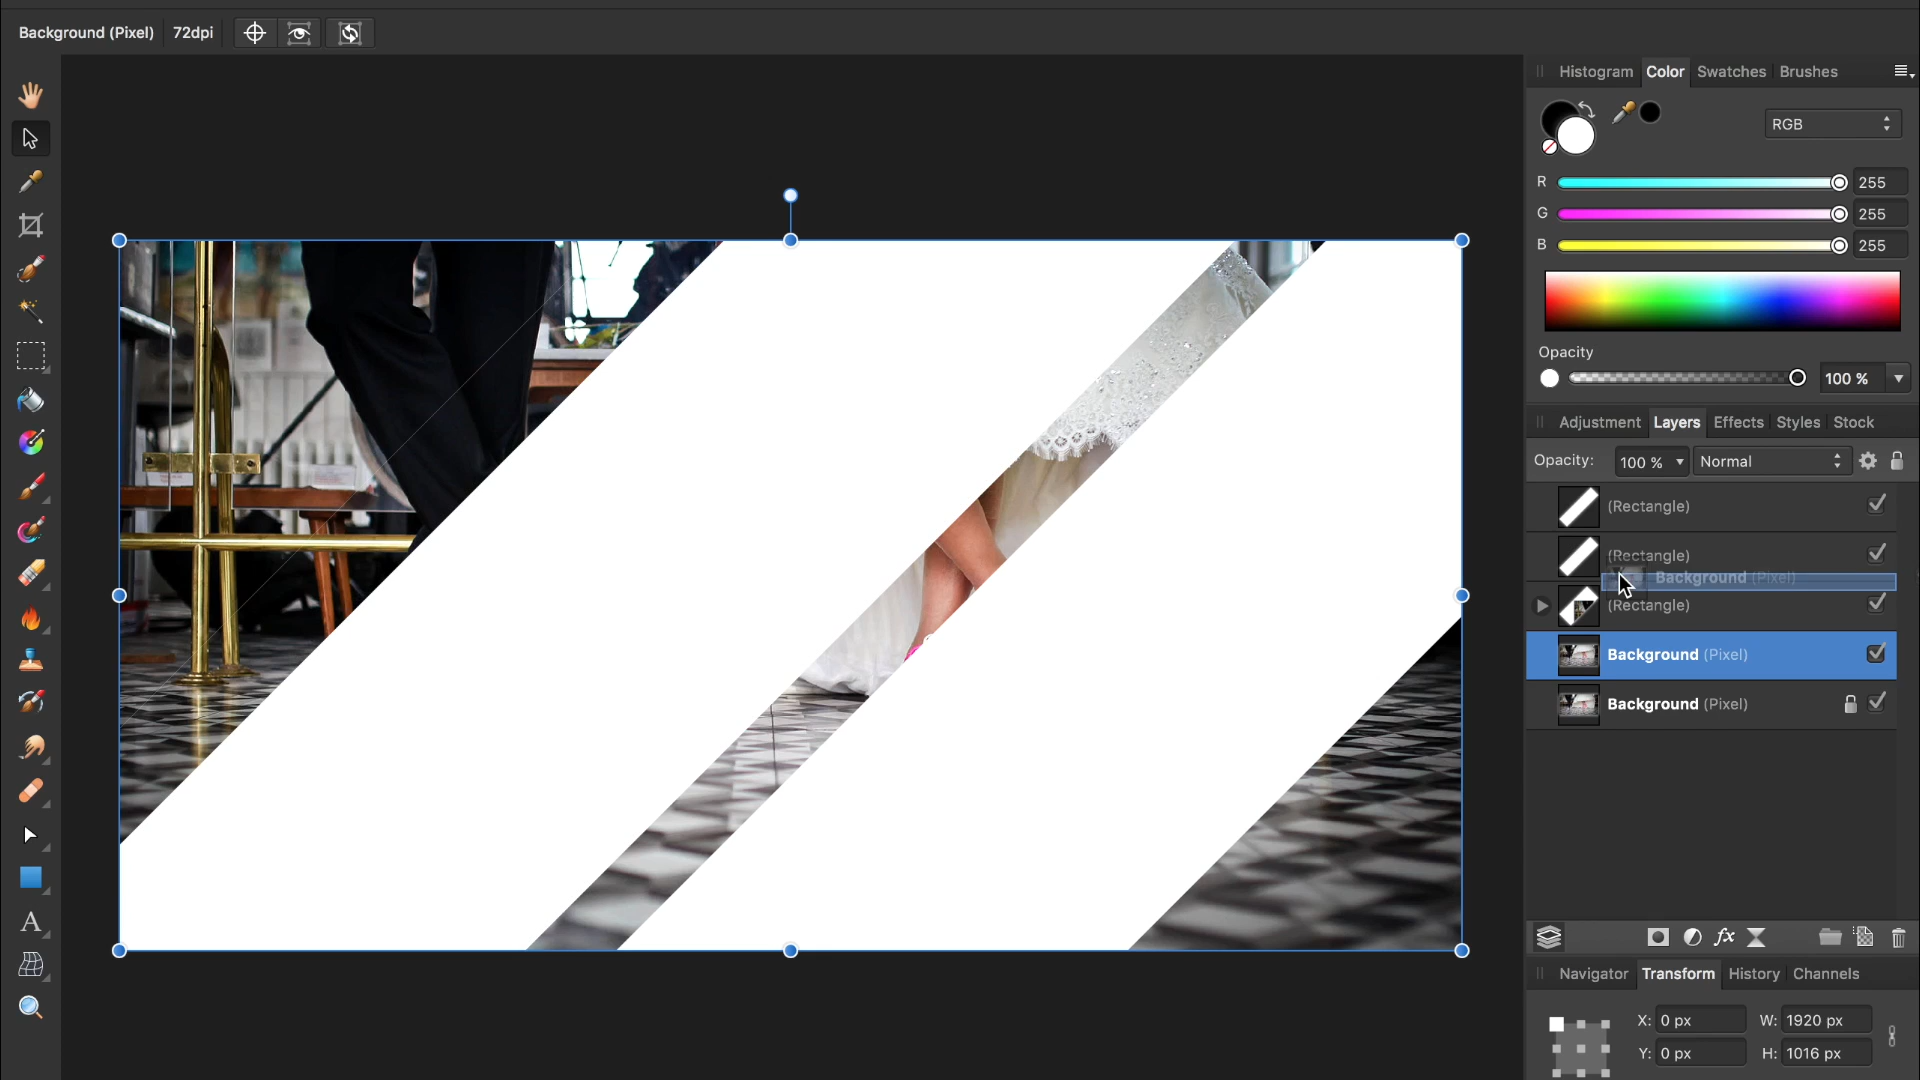 Background (Pixel) 72dpi
Histogram Color Swatches Brushes
RGB
R 255
G 255
B 255
Opacity
100 %
Adjustment Layers Effects Styles Stock
Opacity: 100 % Normal
(Rectangle)
(Rectangle)
Background (Pixel)
(Rectangle)
Background (Pixel)
Background (Pixel)
fx
A
Navigator Transform History Channels
X: 0 px W: 1920 px
Y: 0 px H: 1016 px